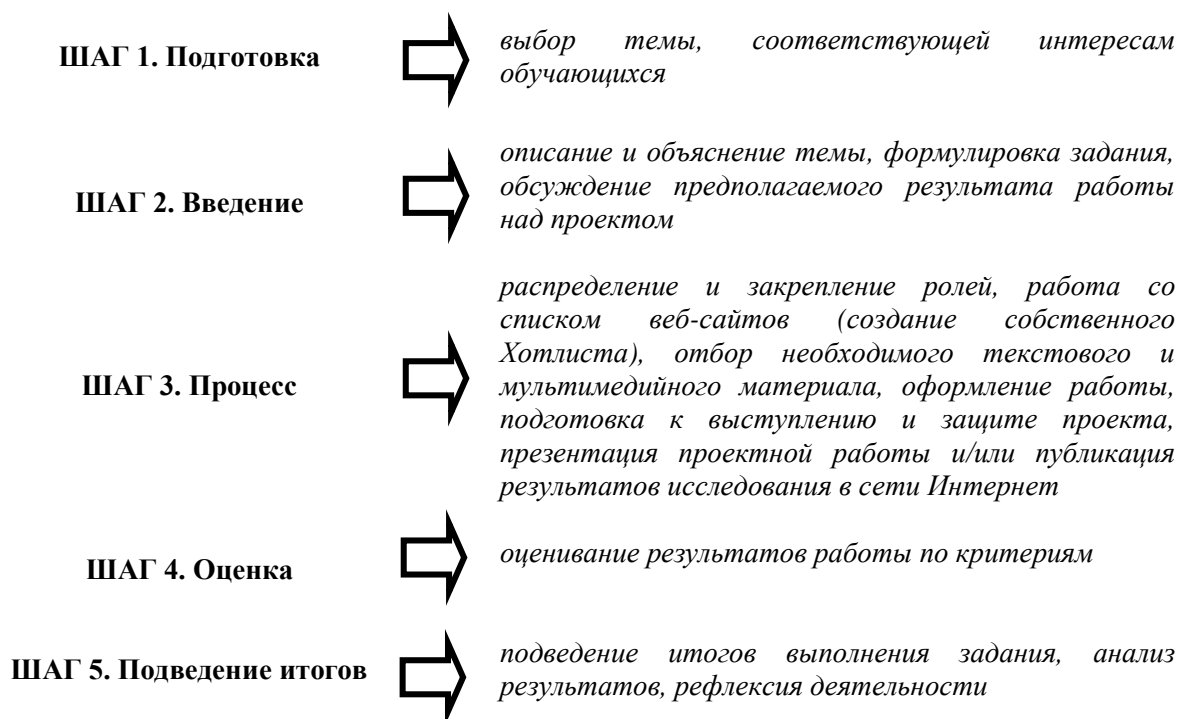 ШАГ 1. Подготовка
выбор темы, соответствующей интересам
обучающихся
ШАГ 2. Введение
описание и объяснение темы, формулировка задания,
обсуждение предполагаемого результата работы
над проектом
ШАГ 3. Процесс
распределение и закрепление ролей, работа со
списком веб-сайтов (создание собственного
Хотлиста), отбор необходимого текстового и
мультимедийного материала, оформление работы,
подготовка к выступлению и защите проекта,
презентация проектной работы и/или публикация
результатов исследования в сети Интернет
ШАГ 4. Оценка
оценивание результатов работы по критериям
ШАГ 5. Подведение итогов
подведение итогов выполнения задания, анализ
результатов, рефлексия деятельности